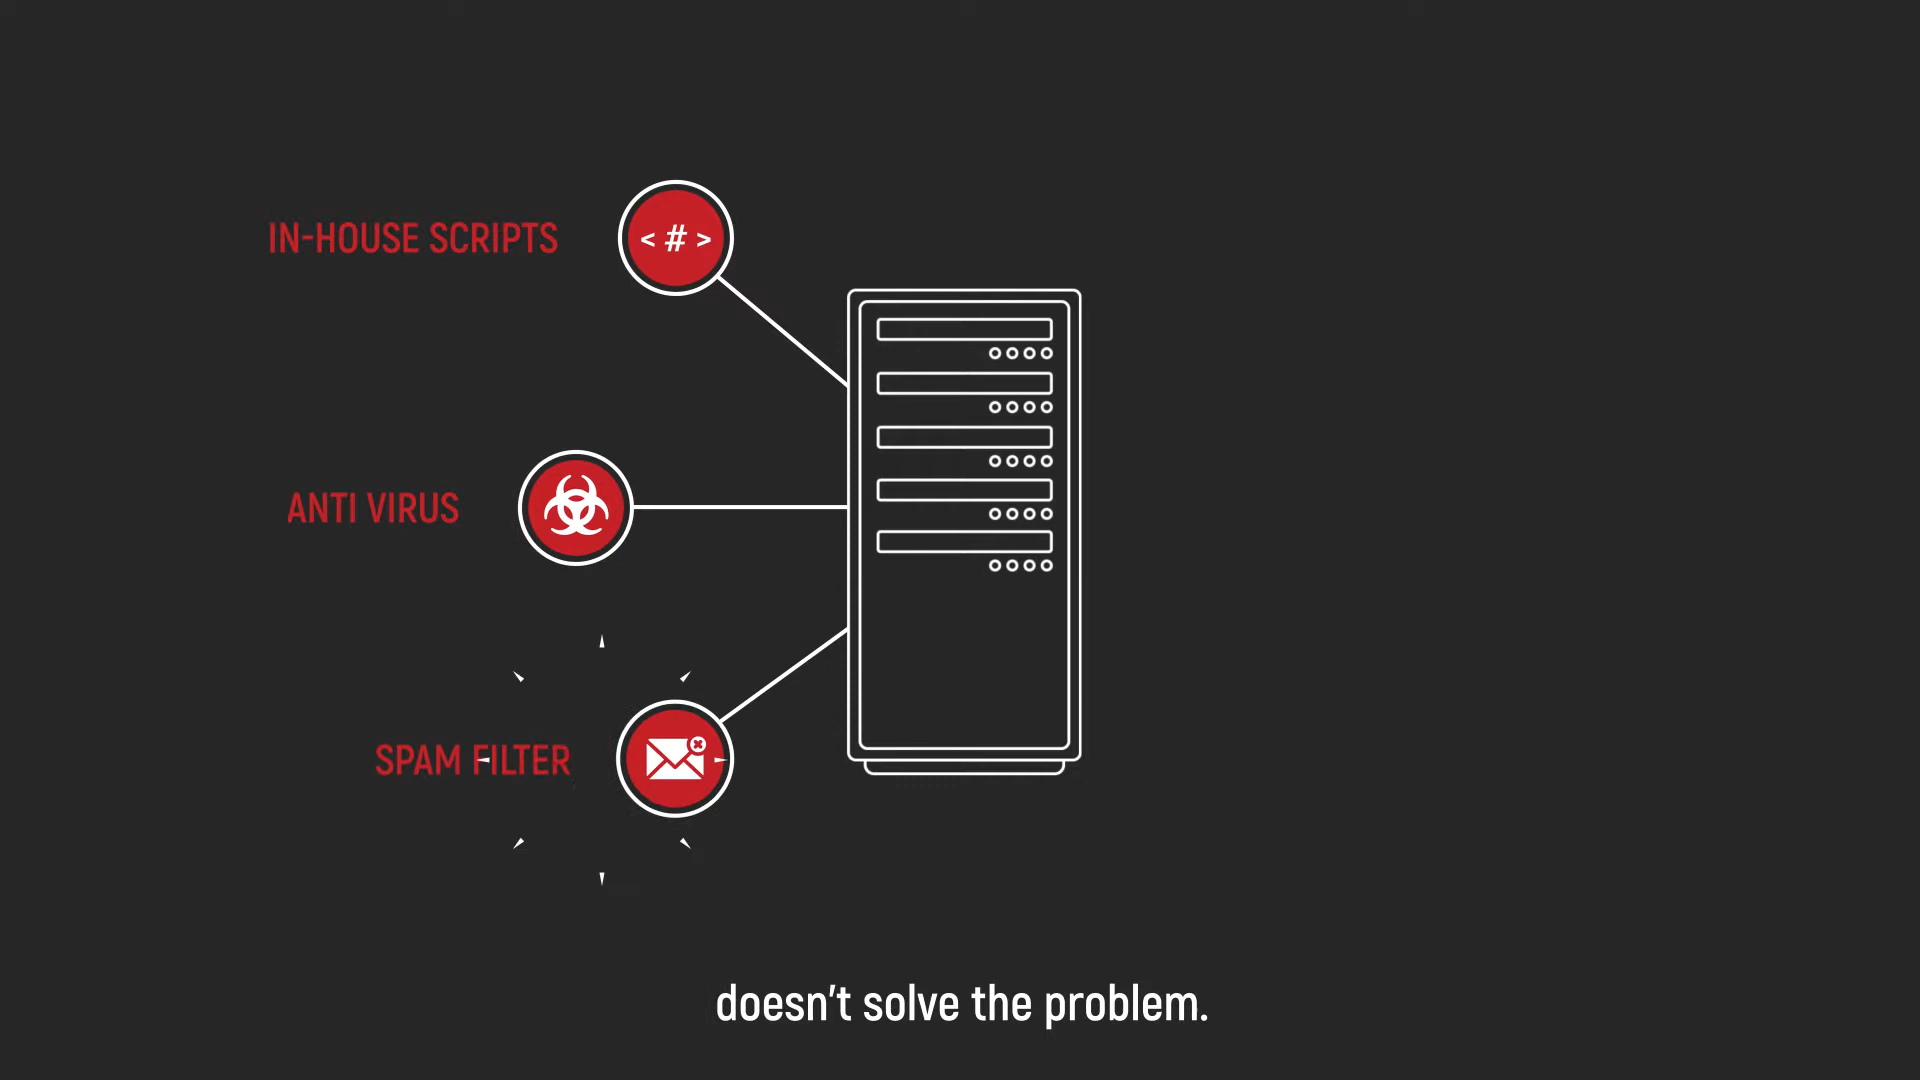 IN-HOUSE SCRIPTS
< # >
ANTI VIRUS
SPAM FILTER
doesn't solve the problem.